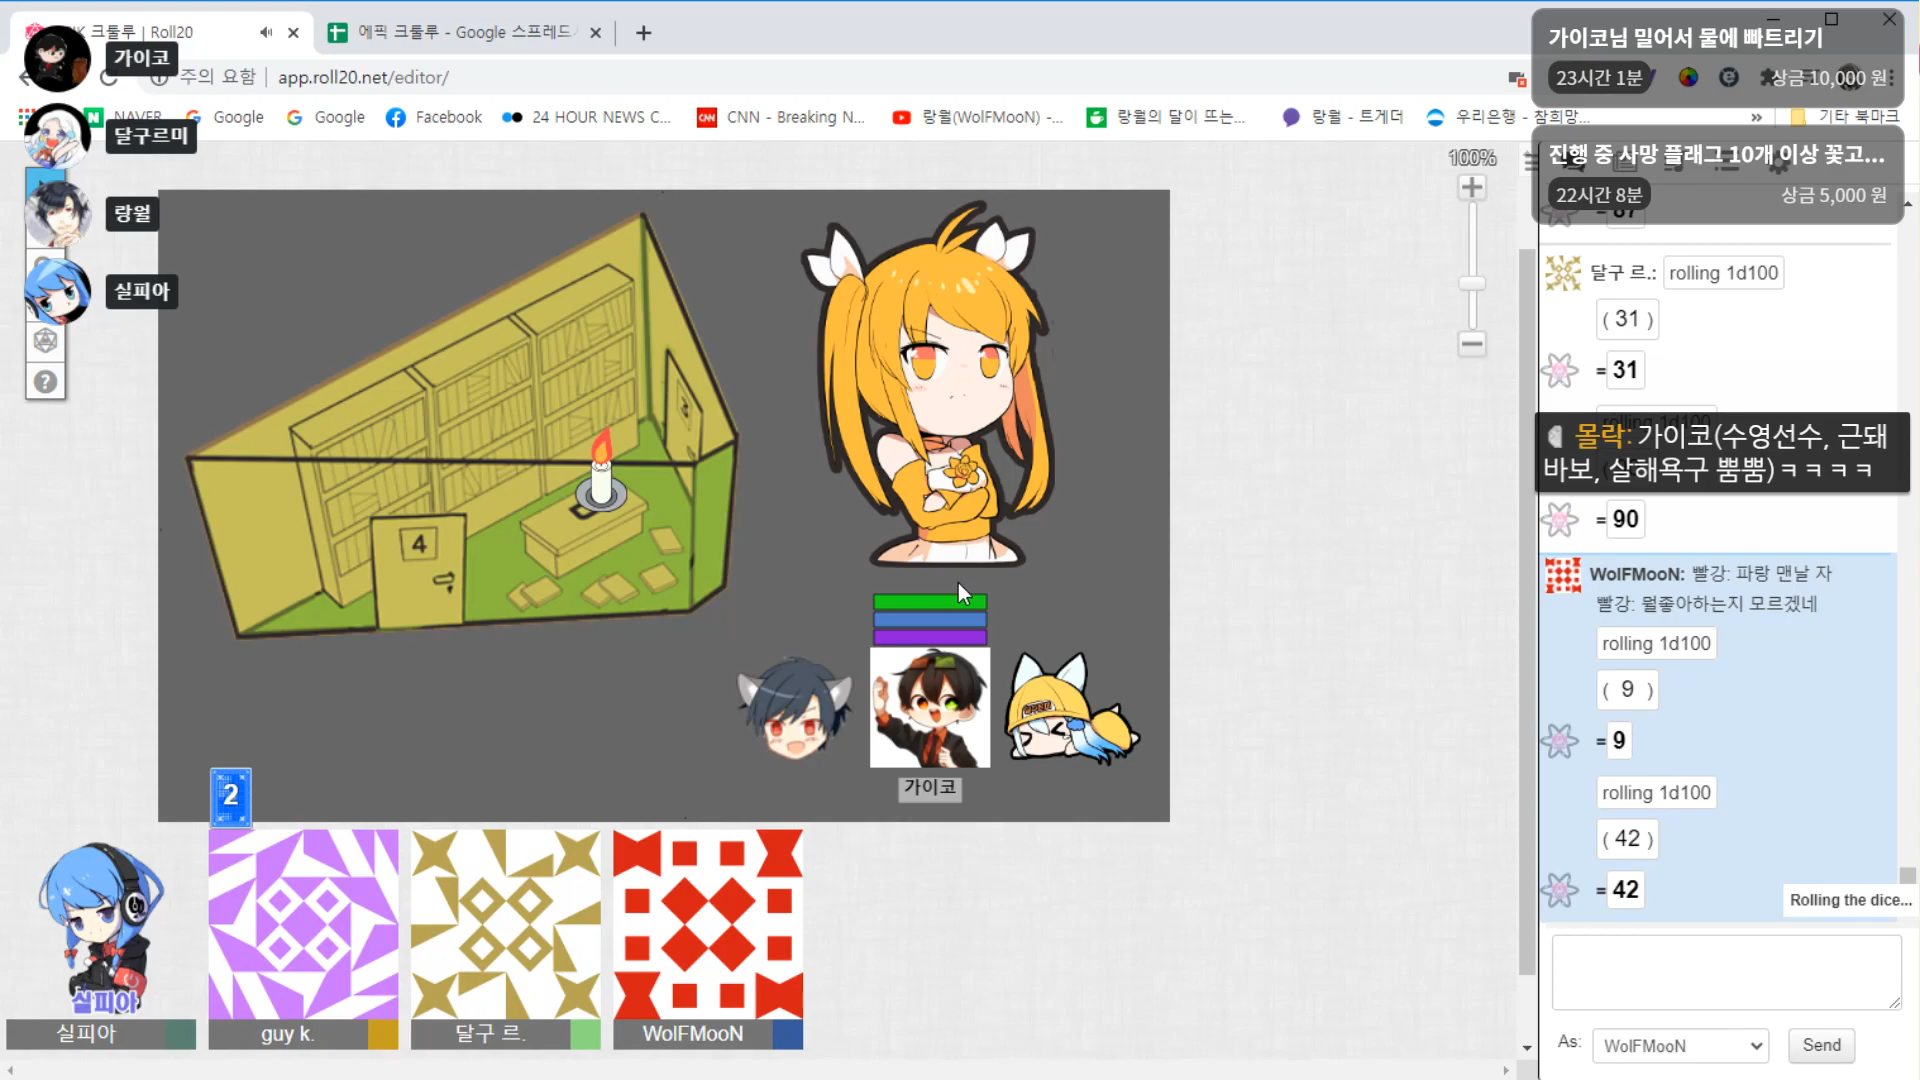 크툴루 | Roll20
에픽 크툴루 - Google 스프레드
가이코
주의 요함
app.roll20.net/editor/
NAVER
Google
Google
Facebook
24 HOUR NEWS C...
CNN - Breaking N...
랑월(WolFMooN) -...
랑월의 달이 뜨는...
랑월 - 트게더
우리은행 - 참희망...
»
기타 북마크
가이코님 밀어서 물에 빠트리기
23시간 1분
상금 10,000 원
진행 중 사망 플래그 10개 이상 꽃고...
22시간 8분
상금 5,000 원
달구르미
랑월
실피아
100%
4
= 87
달구 르.: rolling 1d100
( 31 )
= 31
rolling 1d100
몰락: 가이코(수영선수, 근돼
바보, 살해욕구 뿜뿜)ㅋㅋㅋㅋ
= 90
WolFMooN: 빨강: 파랑 맨날 자
빨강: 뭘좋아하는지 모르겠네
rolling 1d100
( 9 )
= 9
rolling 1d100
( 42 )
= 42
Rolling the dice...
가이코
2
실피아
실피아
guy k.
달구 르.
WolFMooN
As:
WolFMooN
Send